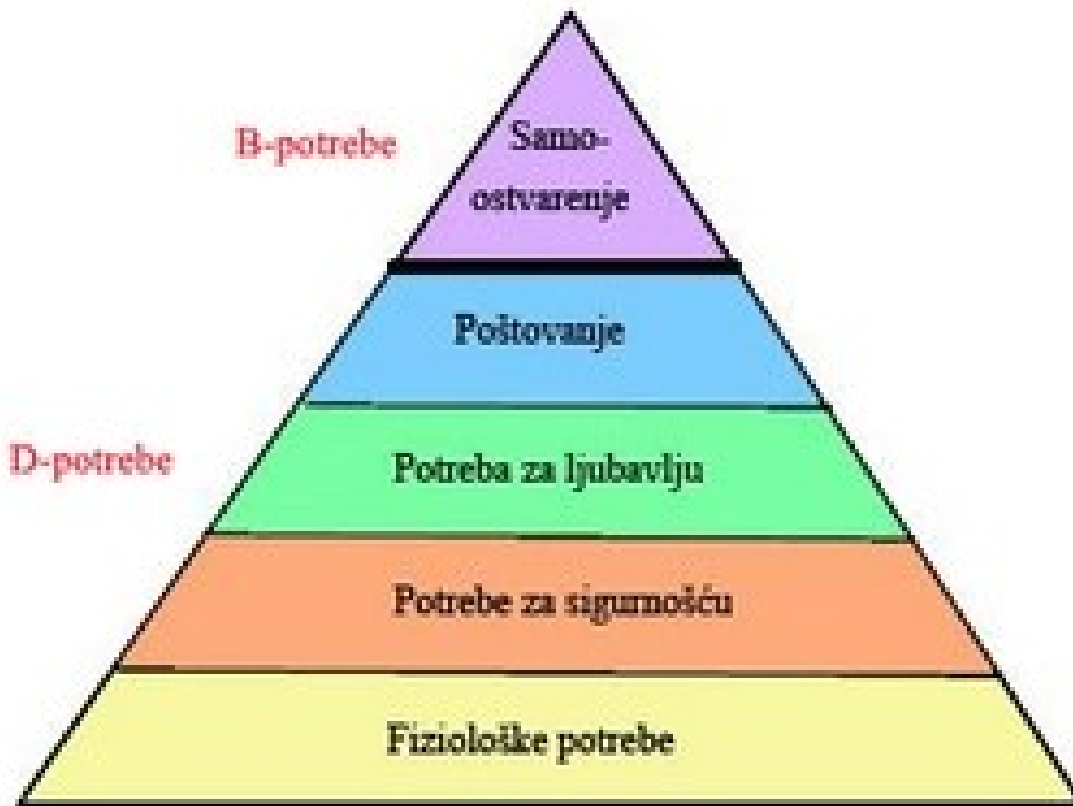 B-potrebe
Samo-
ostvarenje
Poštovanje
D-potrebe
Potreba za ljubavlju
Potrebe za sigurnošću
Fiziološke potrebe